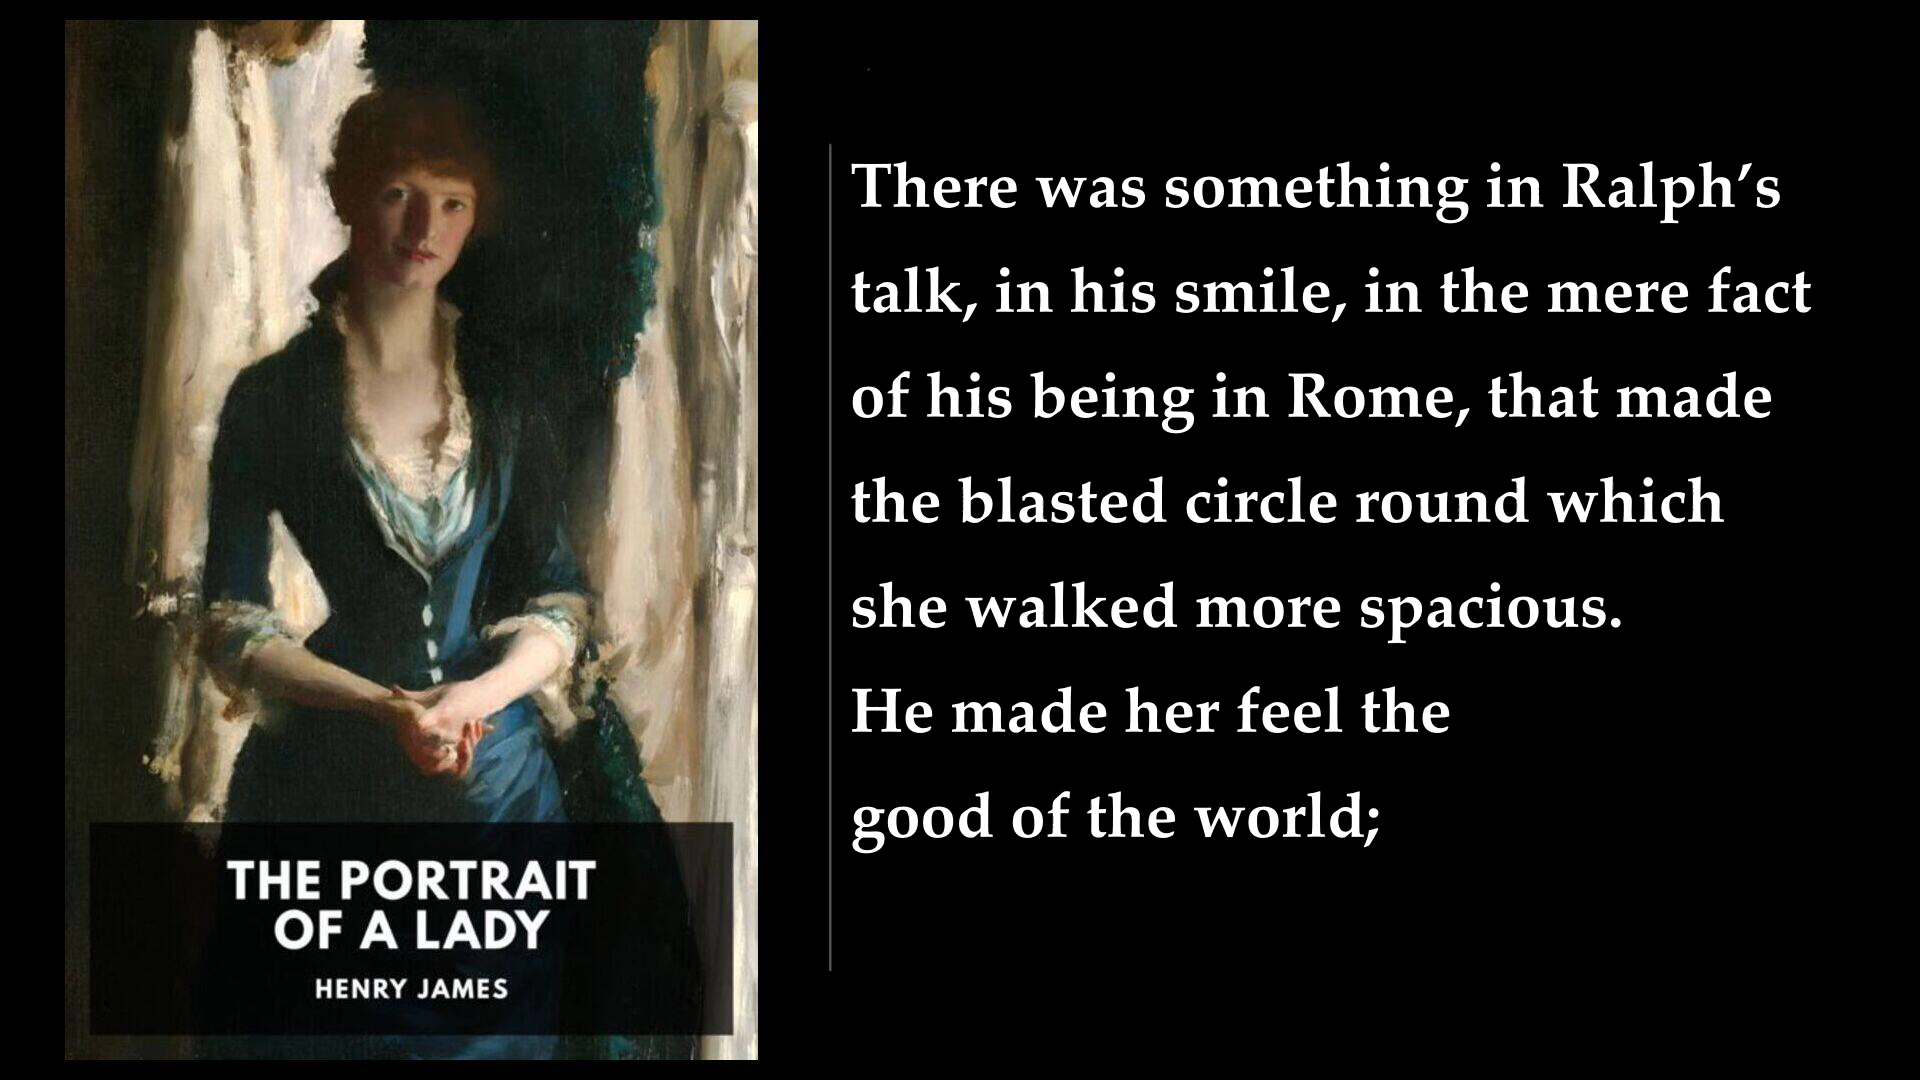 THE PORTRAIT
OF A LADY
HENRY JAMES
There was something in Ralph’s
talk, in his smile, in the mere fact
of his being in Rome, that made
the blasted circle round which
she walked more spacious.
He made her feel the
good of the world;